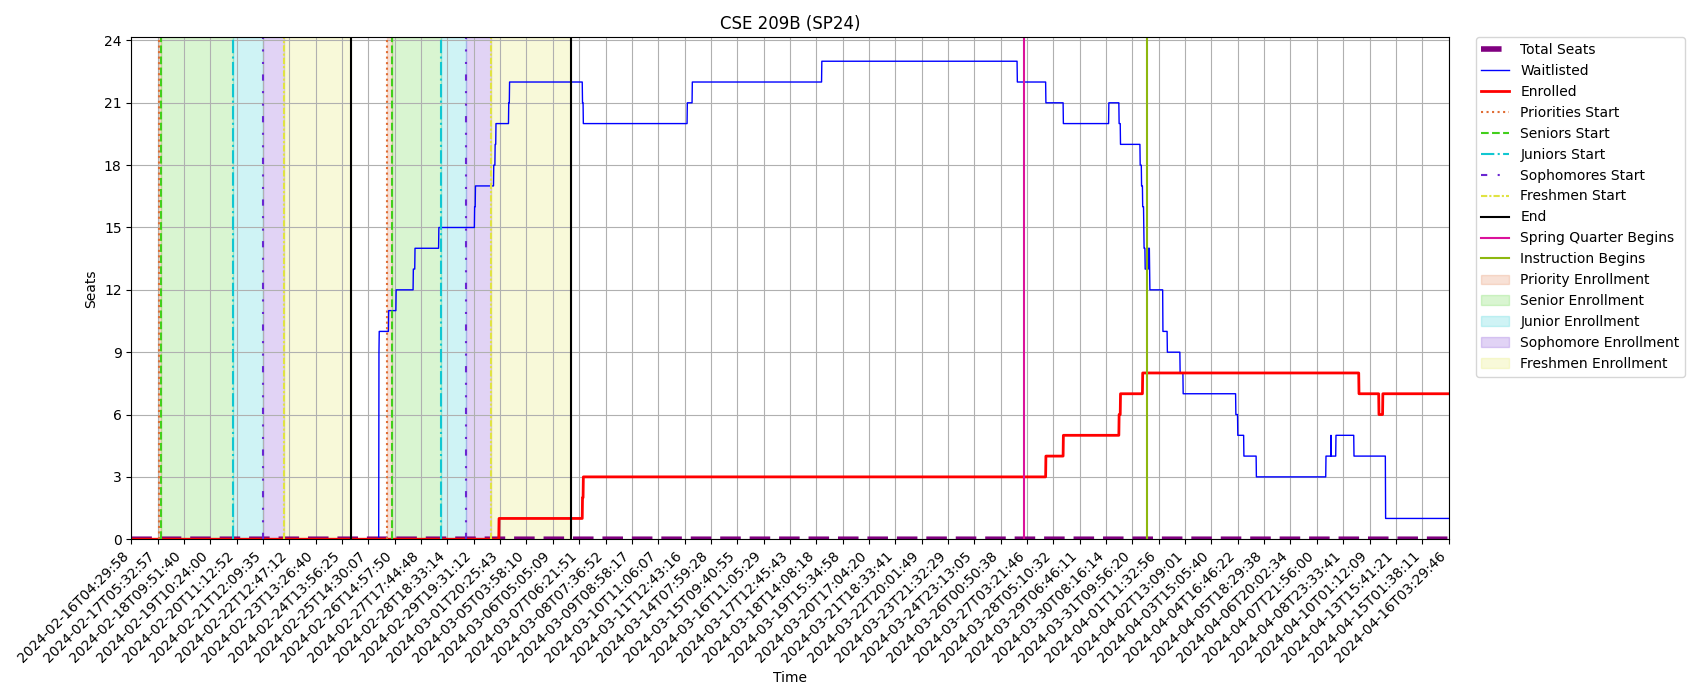 CSE 209B (SP24)
24
21
18
15
12
9
6
3
0
Seats
Total Seats
Waitlisted
Enrolled
Priorities Start
Seniors Start
Juniors Start
Sophomores Start
Freshmen Start
End
Spring Quarter Begins
Instruction Begins
Priority Enrollment
Senior Enrollment
Junior Enrollment
Sophomore Enrollment
Freshmen Enrollment
2024-02-16T04:29:58
2024-02-17T05:32:57
2024-02-18T09:51:40
2024-02-19T10:24:00
2024-02-20T11:12:52
2024-02-21T12:09:35
2024-02-22T12:47:12
2024-02-23T13:26:40
2024-02-24T13:56:25
2024-02-25T14:30:07
2024-02-26T14:57:50
2024-02-27T17:44:48
2024-02-28T18:33:14
2024-02-29T19:31:12
2024-03-01T20:25:43
2024-03-05T03:58:10
2024-03-06T05:05:09
2024-03-07T06:21:51
2024-03-08T07:36:52
2024-03-09T09:58:17
2024-03-10T11:06:07
2024-03-11T12:43:16
2024-03-14T07:59:28
2024-03-15T09:40:55
2024-03-16T11:05:29
2024-03-17T12:45:43
2024-03-18T14:08:18
2024-03-19T15:34:58
2024-03-20T17:04:20
2024-03-21T18:33:41
2024-03-22T20:01:49
2024-03-23T21:32:29
2024-03-24T23:13:05
2024-03-26T00:50:38
2024-03-27T03:21:46
2024-03-28T05:10:32
2024-03-29T06:46:11
2024-03-30T08:16:14
2024-03-31T09:56:20
2024-04-01T11:32:56
2024-04-02T13:09:01
2024-04-03T15:05:40
2024-04-04T16:46:22
2024-04-05T18:29:38
2024-04-06T20:02:34
2024-04-07T21:56:00
2024-04-08T23:33:41
2024-04-10T01:12:09
2024-04-13T15:41:21
2024-04-15T01:38:11
2024-04-16T03:29:46
Time